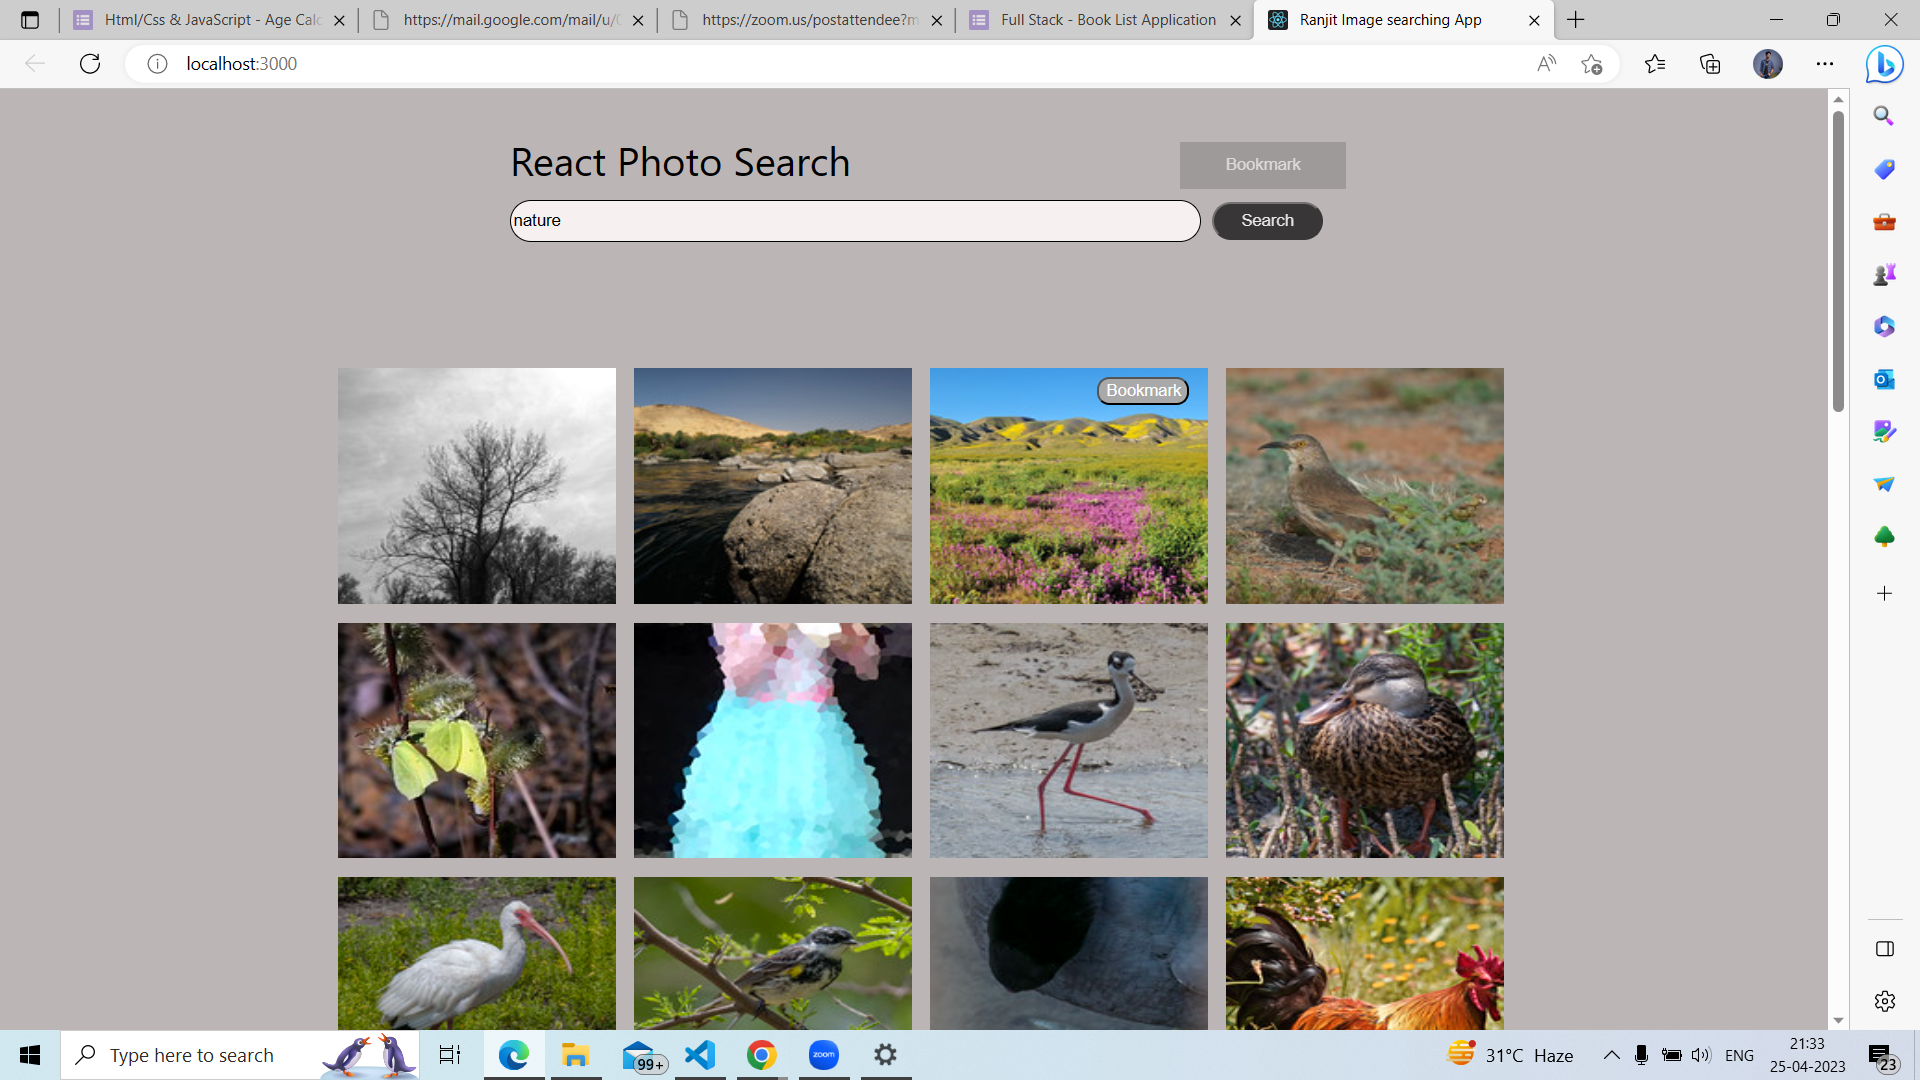 Html/Css & JavaScript - Age Calc
https://mail.google.com/mail/u/0
https://zoom.us/postattendee?m
Full Stack - Book List Application
Ranjit Image searching App
localhost:3000
React Photo Search
Bookmark
nature
Search
Bookmark
Type here to search
99+
zoom
31°C Haze
ENG
21:33
25-04-2023
23